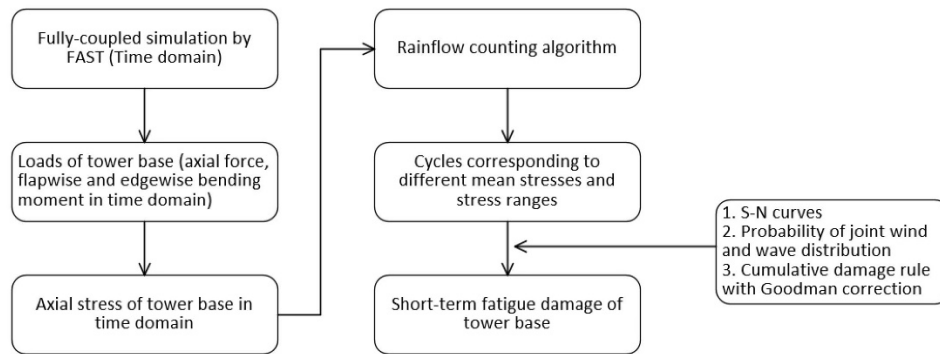 Fully-coupled simulation by
FAST (Time domain)
Loads of tower base (axial force,
flapwise and edgewise bending
moment in time domain)
Axial stress of tower base in
time domain
Rainflow counting algorithm
Cycles corresponding to
different mean stresses and
stress ranges
1. S-N curves
2. Probability of joint wind
and wave distribution
3. Cumulative damage rule
with Goodman correction
Short-term fatigue damage of
tower base